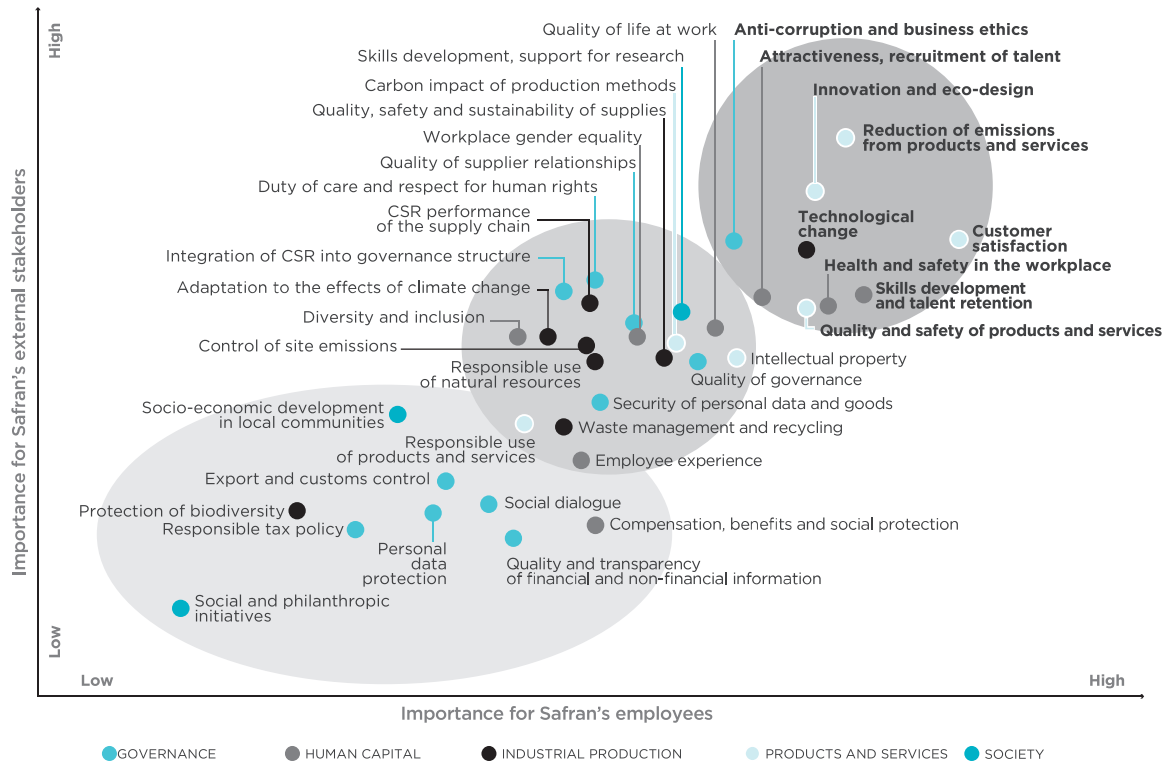 High
Quality of life at work
Anti-corruption and business ethics
Skills development, support for research
Attractiveness, recruitment of talent
Carbon impact of production methods
Innovation and eco-design
Quality, safety and sustainability of supplies
Reduction of emissions
from products and services
Workplace gender equality
Quality of supplier relationships
Duty of care and respect for human rights
CSR performance
of the supply chain
Technological
change
Customer
satisfaction
Integration of CSR into governance structure
Health and safety in the workplace
Adaptation to the effects of climate change
Skills development
and talent retention
Diversity and inclusion
Quality and safety of products and services
Control of site emissions
Responsible use
of natural resources
Intellectual property
Quality of governance
Security of personal data and goods
Socio-economic development
in local communities
Waste management and recycling
Responsible use
of products and services
Employee experience
Export and customs control
Social dialogue
Protection of biodiversity
Responsible tax policy
Compensation, benefits and social protection
Personal
data
protection
Quality and transparency
of financial and non-financial information
Social and philanthropic
initiatives
Importance for Safran's external stakeholders
Low
Low
High
Importance for Safran's employees
GOVERNANCE
HUMAN CAPITAL
INDUSTRIAL PRODUCTION
PRODUCTS AND SERVICES
SOCIETY